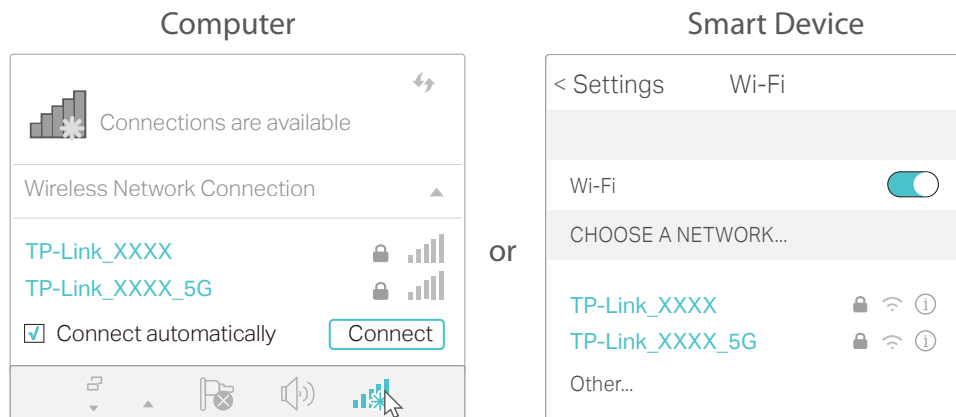 Computer
Connections are available
Wireless Network Connection
TP-Link_XXXX
TP-Link_XXXX_5G
Connect automatically
Connect
or
Smart Device
< Settings
Wi-Fi
Wi-Fi
CHOOSE A NETWORK...
TP-Link_XXXX
TP-Link_XXXX_5G
Other...